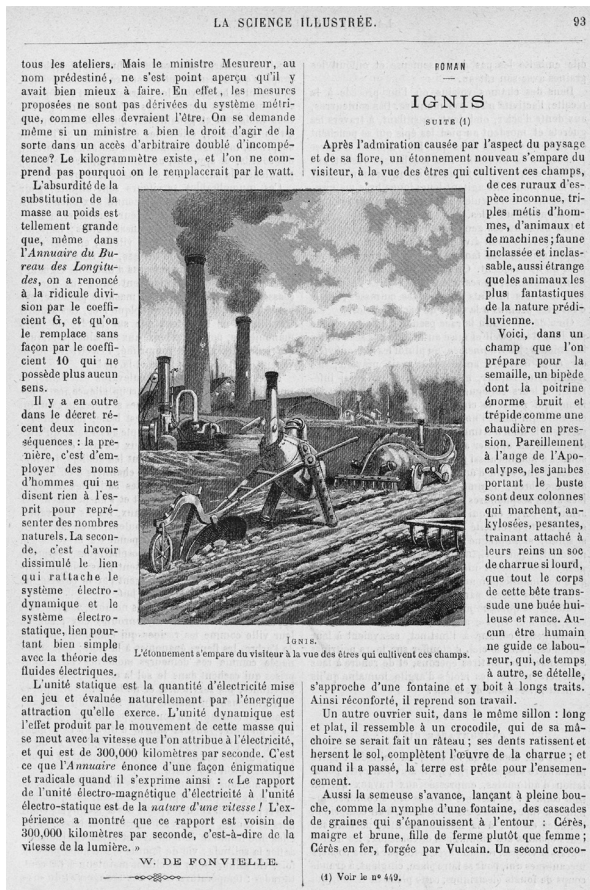 LA SCIENCE ILLUSTRÉE.
93
tous les ateliers. Mais le ministre Mesureur, au
nom prédestiné, ne s'est point aperçu qu'il y
avait bien mieux à faire. En effet, les mesures
proposées ne sont pas dérivées du système métri-
que, comme elles devraient l'être. On se demande
même si un ministre a bien le droit d'agir de la
sorte dans un accès d'arbitraire doublé d'incompé-
tence? Le kilogrammètre existe, et l'on ne com-
prend pas pourquoi on le remplacerait par le watt.
L'absurdité de la
substitution de la
masse au poids est
tellement grande
que, même dans
l'Annuaire du Bu-
reau des Longitu-
des, on a renoncé
à la ridicule divi-
sion par le coeffi-
cient G, et qu'on
le remplace sans
façon par le coeffi-
cient 10 qui ne
possède plus aucun
sens.
Il y a en outre
dans le décret ré-
cent deux incon-
séquences : la pre-
mière, c'est d'em-
ployer des noms
d'hommes qui ne
disent rien à l'es-
prit pour repré-
senter des nombres
naturels. La secon-
de, c'est d'avoir
dissimulé le lien
qui rattache le
système électro-
dynamique et le
système électro-
statique, lien pour-
tant bien simple
avec la théorie des
fluides électriques.
L'unité statique est la quantité d'électricité mise
en jeu et évaluée naturellement par l'énergique
attraction qu'elle exerce. L'unité dynamique est
l'effet produit par le mouvement de cette masse qui
se meut avec la vitesse que l'on attribue à l'électricité,
et qui est de 300,000 kilomètres par seconde. C'est
ce que l'Annuaire énonce d'une façon énigmatique
et radicale quand il s'exprime ainsi : « Le rapport
de l'unité électro-magnétique d'électricité à l'unité
électro-statique est de la nature d'une vitesse ! L'ex-
périence a montré que ce rapport est voisin de
300,000 kilomètres par seconde, c'est-à-dire de la
vitesse de la lumière. »
W. DE FONVIELLE.
ROMAN
IGNIS
SUITE (1)
Après l'admiration causée par l'aspect du paysage
et de sa flore, un étonnement nouveau s'empare du
visiteur, à la vue des êtres qui cultivent ces champs,
de ces ruraux d'es-
pèce inconnue, tri-
ples métis d'hom-
mes, d'animaux et
de machines ; faune
inclassée et inclas-
sable, aussi étrange
que les animaux les
plus fantastiques
de la nature prédi-
luvienne.
Voici, dans un
champ que l'on
prépare pour la
semaille, un bipède
dont la poitrine
énorme bruit et
trépide comme une
chaudière en pres-
sion. Pareillement
à l'ange de l'Apo-
calypse, les jambes
portant le buste
sont deux colonnes
qui marchent, an-
kylosées, pesantes,
trainant attaché à
leurs reins un soc
de charrue si lourd,
que tout le corps
de cette bête trans-
sude une buée hui-
leuse et rance. Au-
cun être humain
ne guide ce labou-
reur, qui, de temps
à autre, se détèle,
s'approche d'une fontaine et y boit à longs traits.
Ainsi réconforté, il reprend son travail.
Un autre ouvrier suit, dans le même sillon : long
et plat, il ressemble à un crocodile, qui de sa mâ-
choire se serait fait un râteau ; ses dents ratissent et
hersent le sol, complètent l'œuvre de la charrue ; et
quand il a passé, la terre est prête pour l'ensemen-
cement.
Aussi la semeuse s'avance, lançant à pleine bou-
che, comme la nymphe d'une fontaine, des cascades
de graines qui s'épanouissent à l'entour : Cérès,
maigre et brune, fille de ferme plutôt que femme ;
Cérès en fer, forgée par Vulcain. Un second croco-
(1) Voir le nº 449.
IGNIS.
L'étonnement s'empare du visiteur à la vue des êtres qui cultivent ces champs.